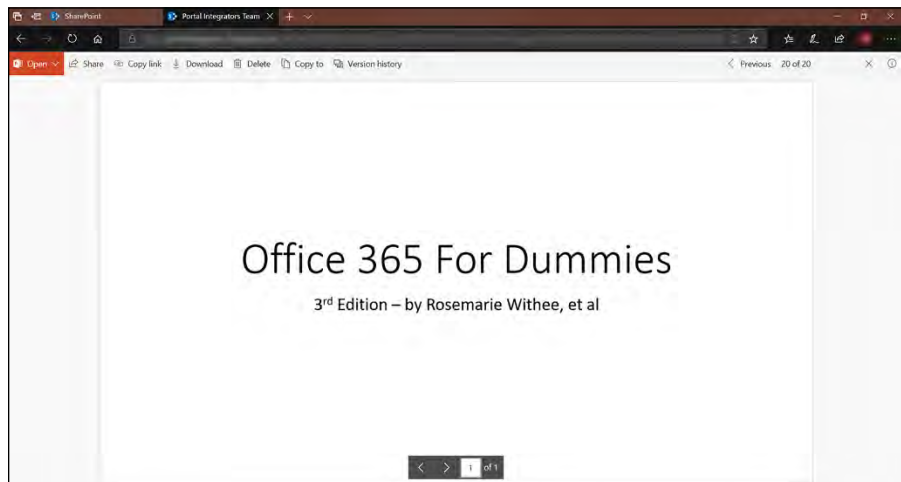 SharePoint Portal Integrators Team
Open Share Copy link Download Delete Copy to Version history Previous 20 of 20
Office 365 For Dummies
3rd Edition – by Rosemarie Withee, et al
1 of 1